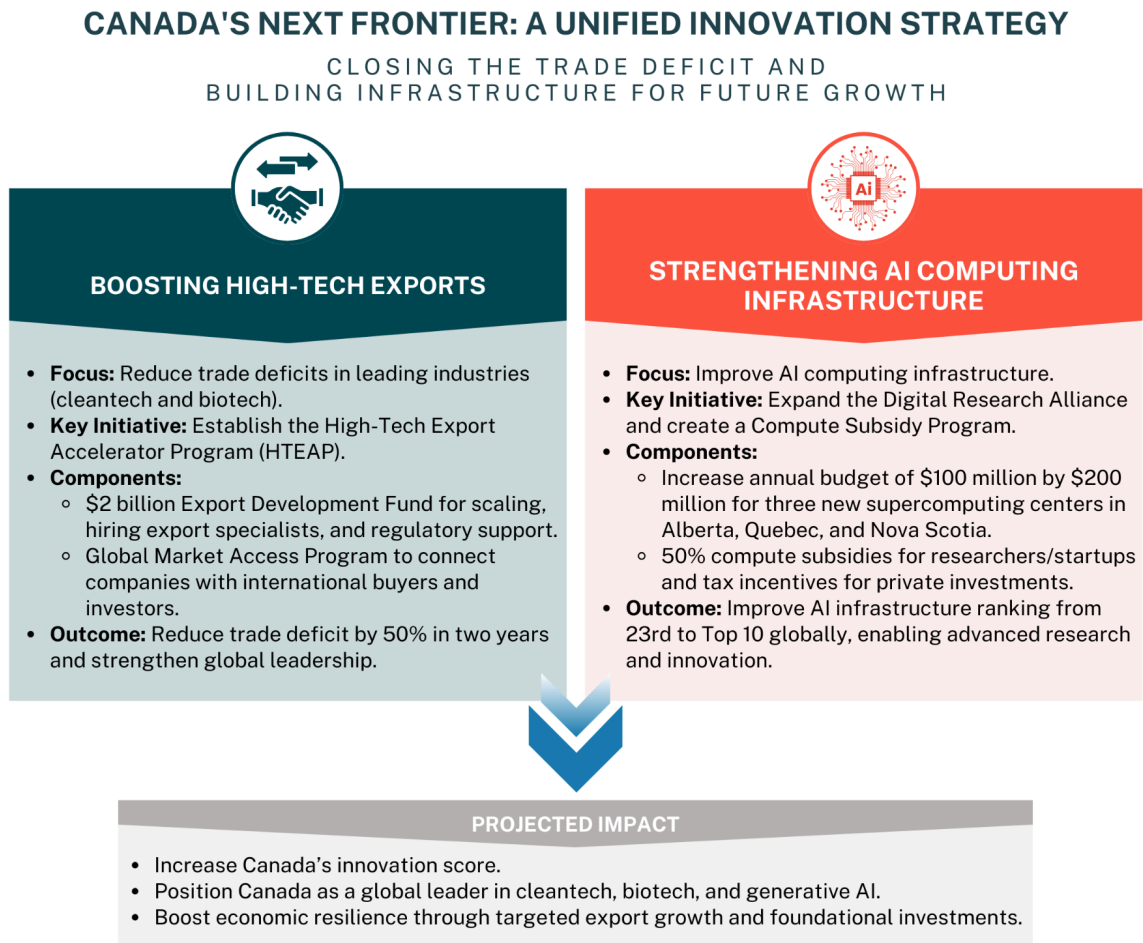 CANADA'S NEXT FRONTIER: A UNIFIED INNOVATION STRATEGY
CLOSING THE TRADE DEFICIT AND
BUILDING INFRASTRUCTURE FOR FUTURE GROWTH
BOOSTING HIGH-TECH EXPORTS
• Focus: Reduce trade deficits in leading industries
(cleantech and biotech).
• Key Initiative: Establish the High-Tech Export
Accelerator Program (HTEAP).
• Components:
◦ $2 billion Export Development Fund for scaling,
hiring export specialists, and regulatory support.
◦ Global Market Access Program to connect
companies with international buyers and
investors.
• Outcome: Reduce trade deficit by 50% in two years
and strengthen global leadership.
Ai
STRENGTHENING AI COMPUTING
INFRASTRUCTURE
• Focus: Improve AI computing infrastructure.
• Key Initiative: Expand the Digital Research Alliance
and create a Compute Subsidy Program.
• Components:
◦ Increase annual budget of $100 million by $200
million for three new supercomputing centers in
Alberta, Quebec, and Nova Scotia.
◦ 50% compute subsidies for researchers/startups
and tax incentives for private investments.
• Outcome: Improve AI infrastructure ranking from
23rd to Top 10 globally, enabling advanced research
and innovation.
PROJECTED IMPACT
• Increase Canada’s innovation score.
• Position Canada as a global leader in cleantech, biotech, and generative AI.
• Boost economic resilience through targeted export growth and foundational investments.